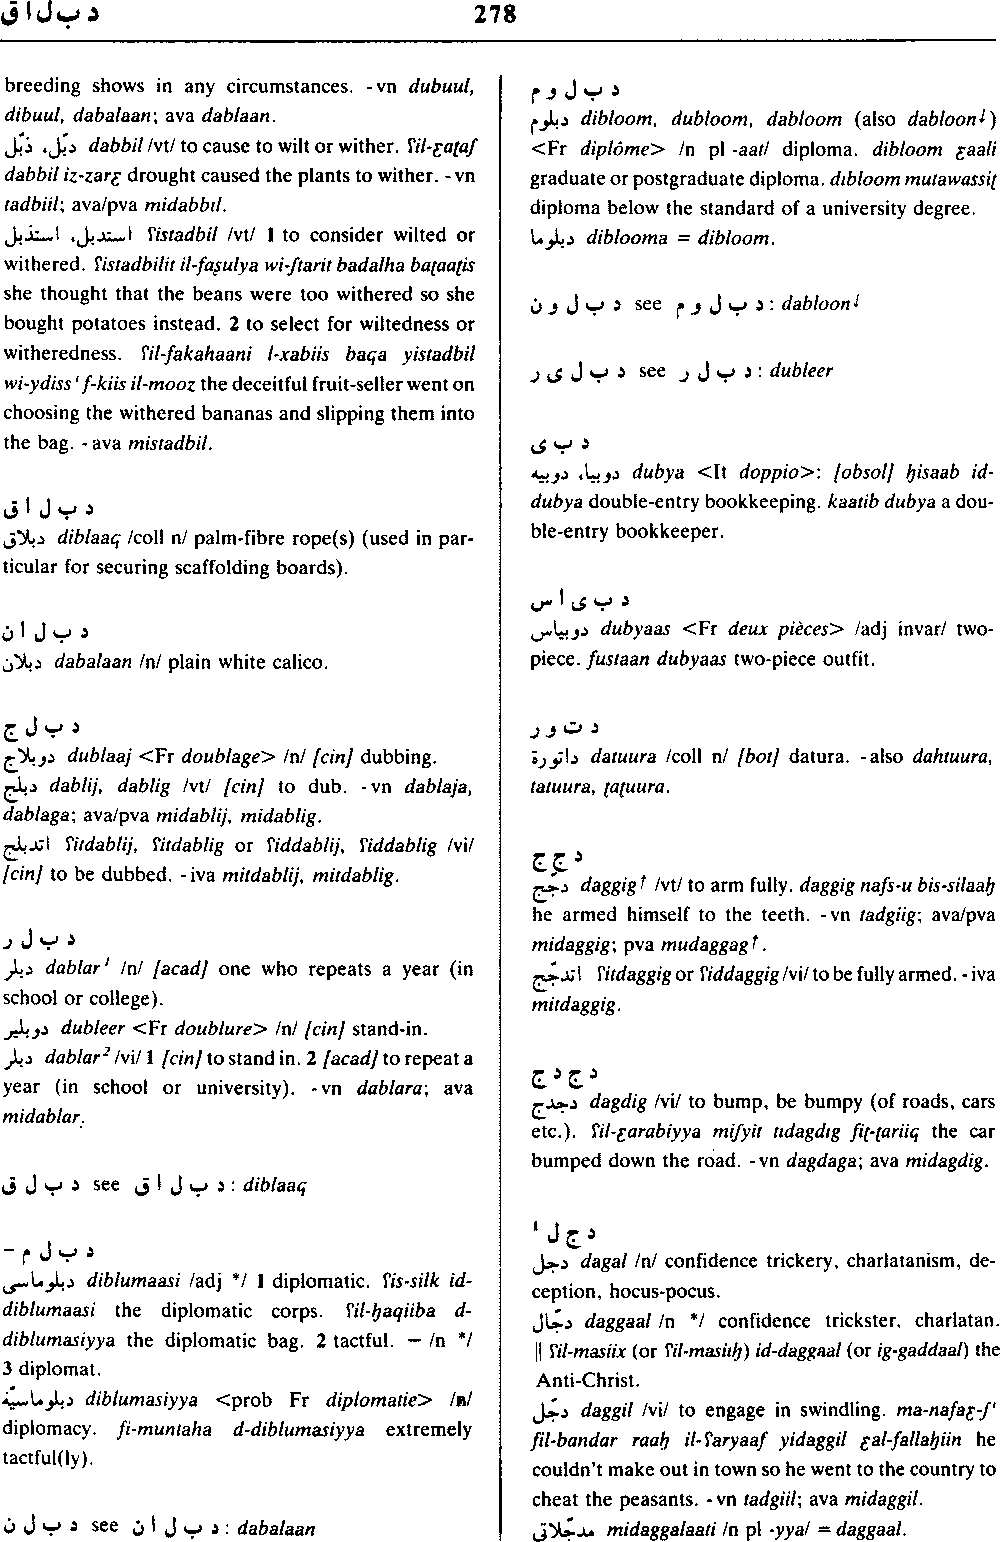 د ب ل ا ق
278
breeding shows in any circumstances. -vn dubuul,
dibuul, dabalaan; ava dablaan.
دبّل، ذبّل dabbil /vt/ to cause to wilt or wither. ʕil-ɛaṭaf
dabbil iz-zarɛ drought caused the plants to wither. -vn
tadbiil; ava/pva midabbil.
استدبل، استذبل ʕistadbil /vt/ 1 to consider wilted or
withered. ʕistadbilit il-faṣulya wi-ʃtarit badalha baṭaaṭis
she thought that the beans were too withered so she
bought potatoes instead. 2 to select for wiltedness or
witheredness. ʕil-fakahaani l-xabiis baqa yistadbil
wi-ydissⁱ f-kiis il-mooz the deceitful fruit-seller went on
choosing the withered bananas and slipping them into
the bag. -ava mistadbil.
د ب ل ا ق
دبلاق diblaaq /coll n/ palm-fibre rope(s) (used in par-
ticular for securing scaffolding boards).
د ب ل ا ن
دبلان dabalaan /n/ plain white calico.
د ب ل ج
دوبلاج dublaaj <Fr doublage> /n/ [cin] dubbing.
دبلج dablij, dablig /vt/ [cin] to dub. -vn dablaja,
dablaga; ava/pva midablij, midablig.
اتدبلج ʕitdablij, ʕitdablig or ʕiddablij, ʕiddablig /vi/
[cin] to be dubbed. -iva mitdablij, mitdablig.
د ب ل ر
دبلر dablar¹ /n/ [acad] one who repeats a year (in
school or college).
دوبلير dubleer <Fr doublure> /n/ [cin] stand-in.
دبلر dablar² /vi/ 1 [cin] to stand in. 2 [acad] to repeat a
year (in school or university). -vn dablara; ava
midablar.
د ب ل ق see د ب ل ا ق : diblaaq
د ب ل م –
دبلوماسى diblumaasi /adj */ 1 diplomatic. ʕis-silk id-
diblumaasi the diplomatic corps. ʕil-ḥaqiiba d-
diblumasiyya the diplomatic bag. 2 tactful. — /n */
3 diplomat.
دبلوماسيّة diblumasiyya <prob Fr diplomatie> /n/
diplomacy. fi-muntaha d-diblumasiyya extremely
tactful(ly).
د ب ل ن see د ب ل ا ن : dabalaan
د ب ل و م
دبلوم dibloom, dubloom, dabloom (also dabloon↓)
<Fr diplôme> /n pl -aat/ diploma. dibloom ɛaali
graduate or postgraduate diploma. dibloom mutawassiṭ
diploma below the standard of a university degree.
دبلوما diblooma = dibloom.
د ب ل و ن see د ب ل و م : dabloon↓
د ب ل ى ر see د ب ل ر : dubleer
د ب ى
دوبيا، دوبيه dubya <It doppio>: [obsol] ḥisaab id-
dubya double-entry bookkeeping. kaatib dubya a dou-
ble-entry bookkeeper.
د ب ى ا س
دوبياس dubyaas <Fr deux pièces> /adj invar/ two-
piece. fustaan dubyaas two-piece outfit.
د ت و ر
داتورة datuura /coll n/ [bot] datura. -also dahtuura,
tatuura, ṭaṭuura.
د ج ج
دجّج daggig↑ /vt/ to arm fully. daggig nafs-u bis-silaaḥ
he armed himself to the teeth. -vn tadgiig; ava/pva
midaggig; pva mudaggag↑.
اتدجّج ʕitdaggig or ʕiddaggig /vi/ to be fully armed. -iva
mitdaggig.
د ج د ج
دجدج dagdig /vi/ to bump, be bumpy (of roads, cars
etc.). ʕil-ɛarabiyya miʃyit tidagdig fiṭ-ṭariiq the car
bumped down the road. -vn dagdaga; ava midagdig.
د ج ل ¹
دجل dagal /n/ confidence trickery, charlatanism, de-
ception, hocus-pocus.
دجّال daggaal /n */ confidence trickster, charlatan.
|| ʕil-masiix (or ʕil-masiiḥ) id-daggaal (or ig-gaddaal) the
Anti-Christ.
دجّل daggil /vi/ to engage in swindling. ma-nafaɛ-ʃⁱ
fil-bandar raaḥ il-ʕaryaaf yidaggil ɛal-fallaḥiin he
couldn't make out in town so he went to the country to
cheat the peasants. -vn tadgiil; ava midaggil.
مدجّلاتى midaggalaati /n pl -yya/ = daggaal.